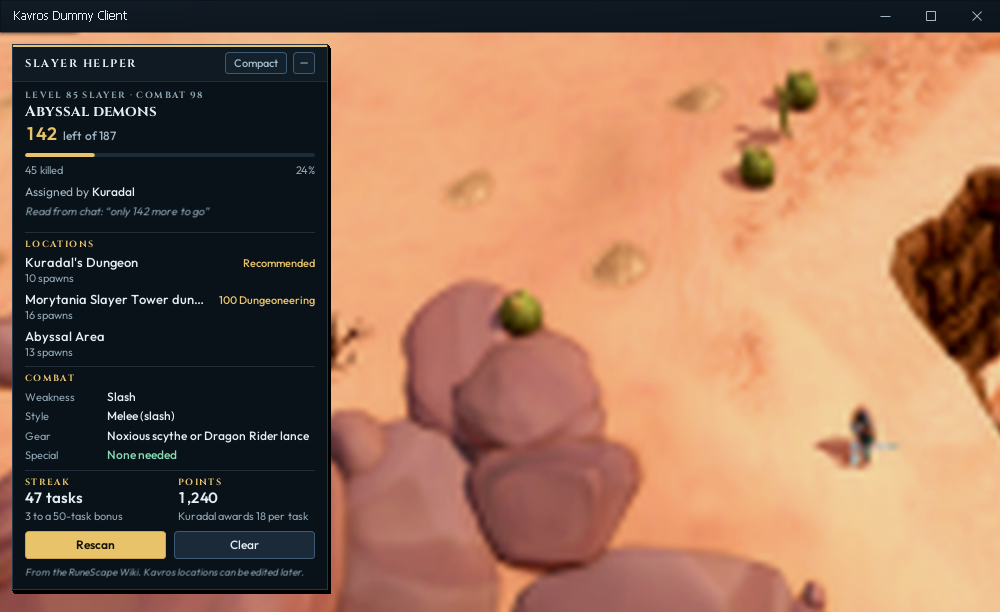 Kavros Dummy Client
SLAYER HELPER
Compact
LEVEL 85 SLAYER · COMBAT 98
ABYSSAL DEMONS
142 left of 187
45 killed 24%
Assigned by Kuradal
Read from chat: "only 142 more to go"
LOCATIONS
Kuradal's Dungeon Recommended
10 spawns
Morytania Slayer Tower dun... 100 Dungeoneering
16 spawns
Abyssal Area
13 spawns
COMBAT
Weakness Slash
Style Melee (slash)
Gear Noxious scythe or Dragon Rider lance
Special None needed
STREAK POINTS
47 tasks 1,240
3 to a 50-task bonus Kuradal awards 18 per task
Rescan Clear
From the RuneScape Wiki. Kavros locations can be edited later.